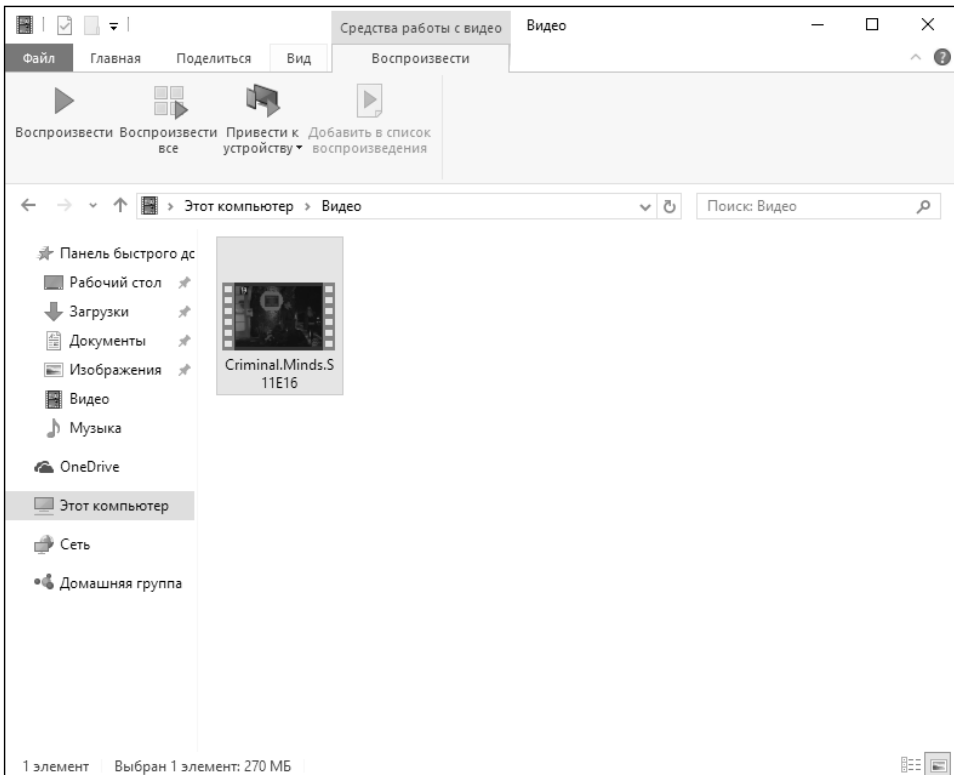 Средства работы с видео
Видео
Файл
Главная
Поделиться
Вид
Воспроизвести
Воспроизвести
Воспроизвести
все
Привести к
устройству
Добавить в список
воспроизведения
Этот компьютер > Видео
Поиск: Видео
Панель быстрого дс
Рабочий стол
Загрузки
Документы
Изображения
Видео
Музыка
OneDrive
Этот компьютер
Сеть
Домашняя группа
Criminal.Minds.S
11E16
1 элемент
Выбран 1 элемент: 270 МБ